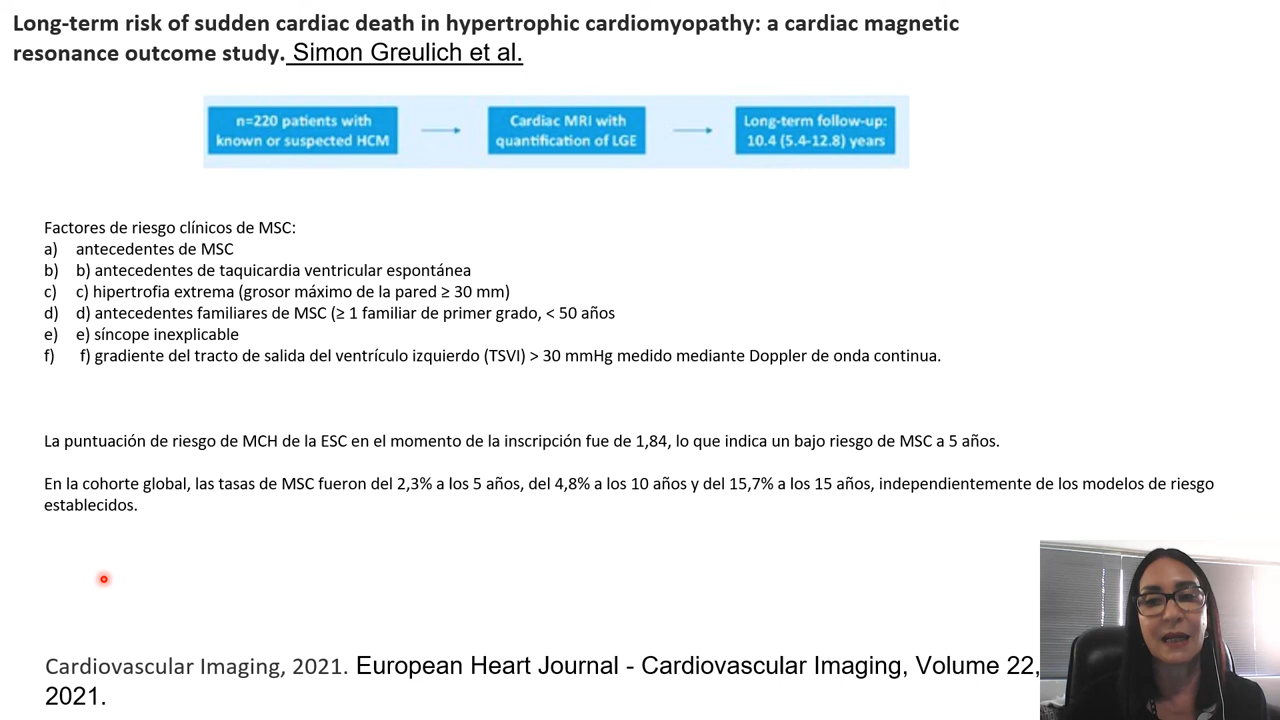 Long-term risk of sudden cardiac death in hypertrophic cardiomyopathy: a cardiac magnetic
resonance outcome study. Simon Greulich et al.
n=220 patients with
known or suspected HCM
Cardiac MRI with
quantification of LGE
Long-term follow-up:
10.4 (5.4-12.8) years
Factores de riesgo clínicos de MSC:
a) antecedentes de MSC
b) b) antecedentes de taquicardia ventricular espontánea
c) c) hipertrofia extrema (grosor máximo de la pared ≥ 30 mm)
d) d) antecedentes familiares de MSC (≥ 1 familiar de primer grado, < 50 años
e) e) síncope inexplicable
f) f) gradiente del tracto de salida del ventrículo izquierdo (TSVI) > 30 mmHg medido mediante Doppler de onda continua.
La puntuación de riesgo de MCH de la ESC en el momento de la inscripción fue de 1,84, lo que indica un bajo riesgo de MSC a 5 años.
En la cohorte global, las tasas de MSC fueron del 2,3% a los 5 años, del 4,8% a los 10 años y del 15,7% a los 15 años, independientemente de los modelos de riesgo
establecidos.
Cardiovascular Imaging, 2021. European Heart Journal - Cardiovascular Imaging, Volume 22,
2021.